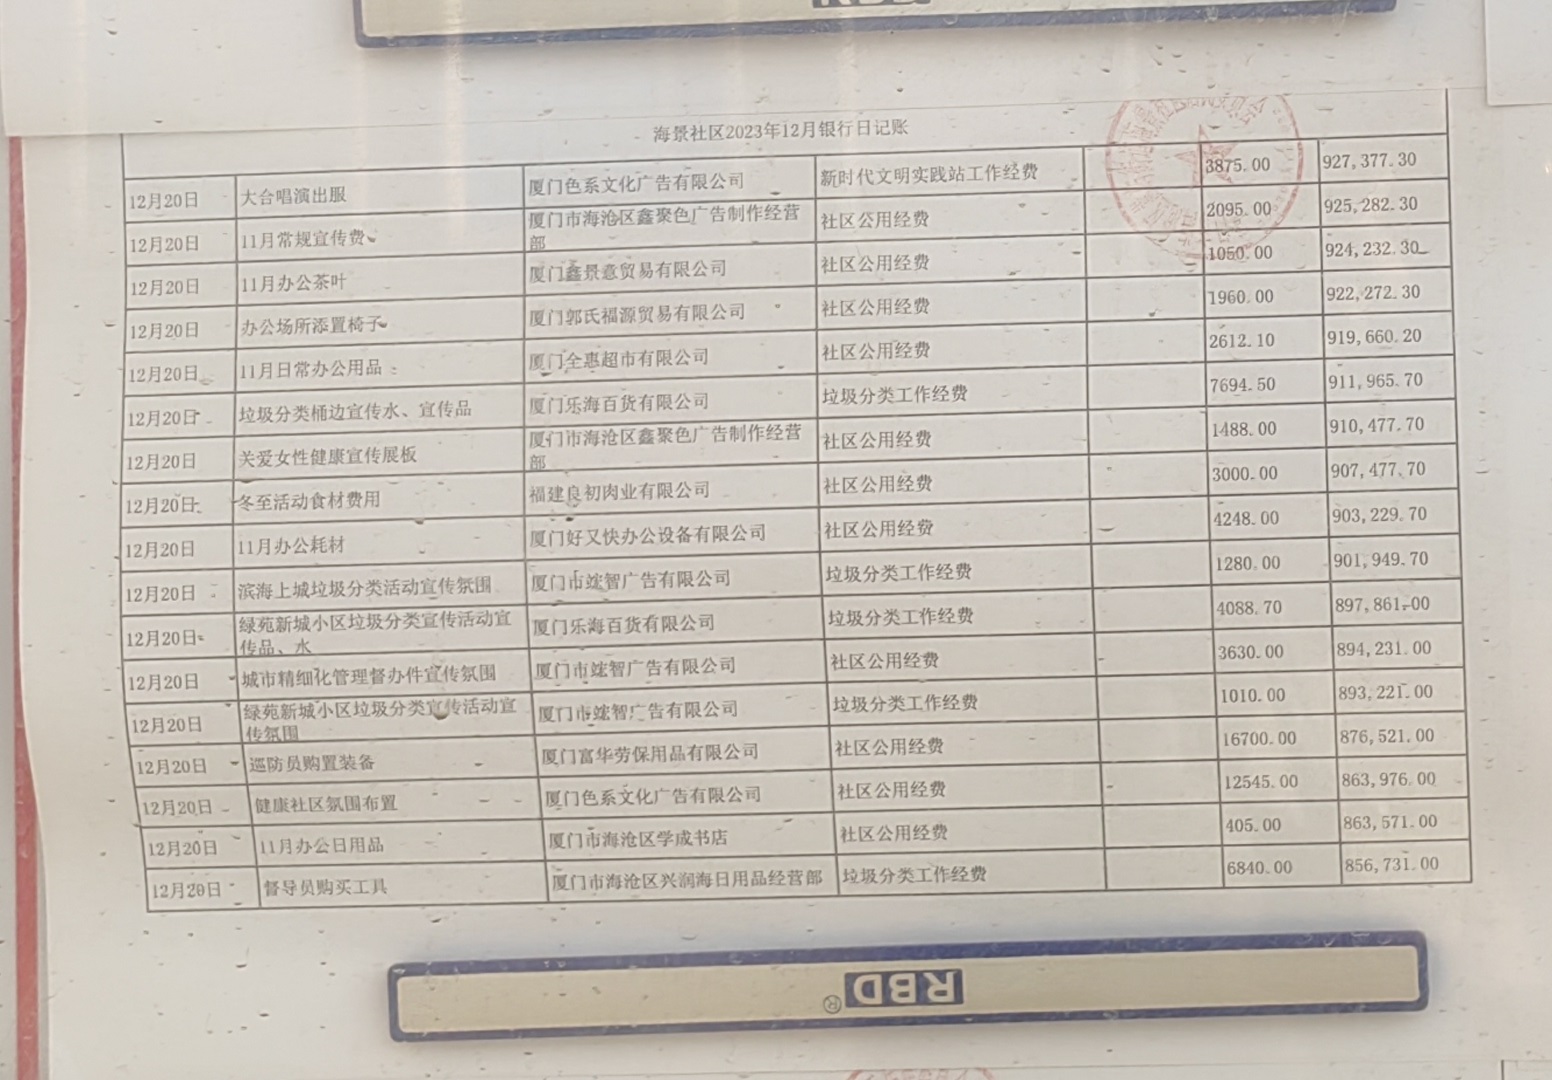 海景社区2023年12月银行日记账
12月20日 大合唱演出服 厦门色系文化广告有限公司 新时代文明实践站工作经费 3875.00 927,377.30
12月20日 11月常规宣传费 厦门市海沧区鑫聚色广告制作经营部 社区公用经费 2095.00 925,282.30
12月20日 11月办公茶叶 厦门鑫景意贸易有限公司 社区公用经费 1050.00 924,232.30
12月20日 办公场所添置椅子 厦门郭氏福源贸易有限公司 社区公用经费 1960.00 922,272.30
12月20日 11月日常办公用品 厦门全惠超市有限公司 社区公用经费 2612.10 919,660.20
12月20日 垃圾分类桶边宣传水、宣传品 厦门乐海百货有限公司 垃圾分类工作经费 7694.50 911,965.70
12月20日 关爱女性健康宣传展板 厦门市海沧区鑫聚色广告制作经营部 社区公用经费 1488.00 910,477.70
12月20日 冬至活动食材费用 福建良初肉业有限公司 社区公用经费 3000.00 907,477.70
12月20日 11月办公耗材 厦门好又快办公设备有限公司 社区公用经费 4248.00 903,229.70
12月20日 滨海上城垃圾分类活动宣传氛围 厦门市竤智广告有限公司 垃圾分类工作经费 1280.00 901,949.70
12月20日 绿苑新城小区垃圾分类宣传活动宣传品、水 厦门乐海百货有限公司 垃圾分类工作经费 4088.70 897,861.00
12月20日 城市精细化管理督办件宣传氛围 厦门市竤智广告有限公司 社区公用经费 3630.00 894,231.00
12月20日 绿苑新城小区垃圾分类宣传活动宣传氛围 厦门市竤智广告有限公司 垃圾分类工作经费 1010.00 893,221.00
12月20日 巡防员购置装备 厦门富华劳保用品有限公司 社区公用经费 16700.00 876,521.00
12月20日 健康社区氛围布置 厦门色系文化广告有限公司 社区公用经费 12545.00 863,976.00
12月20日 11月办公日用品 厦门市海沧区学成书店 社区公用经费 405.00 863,571.00
12月20日 督导员购买工具 厦门市海沧区兴润海日用品经营部 垃圾分类工作经费 6840.00 856,731.00
RBD®